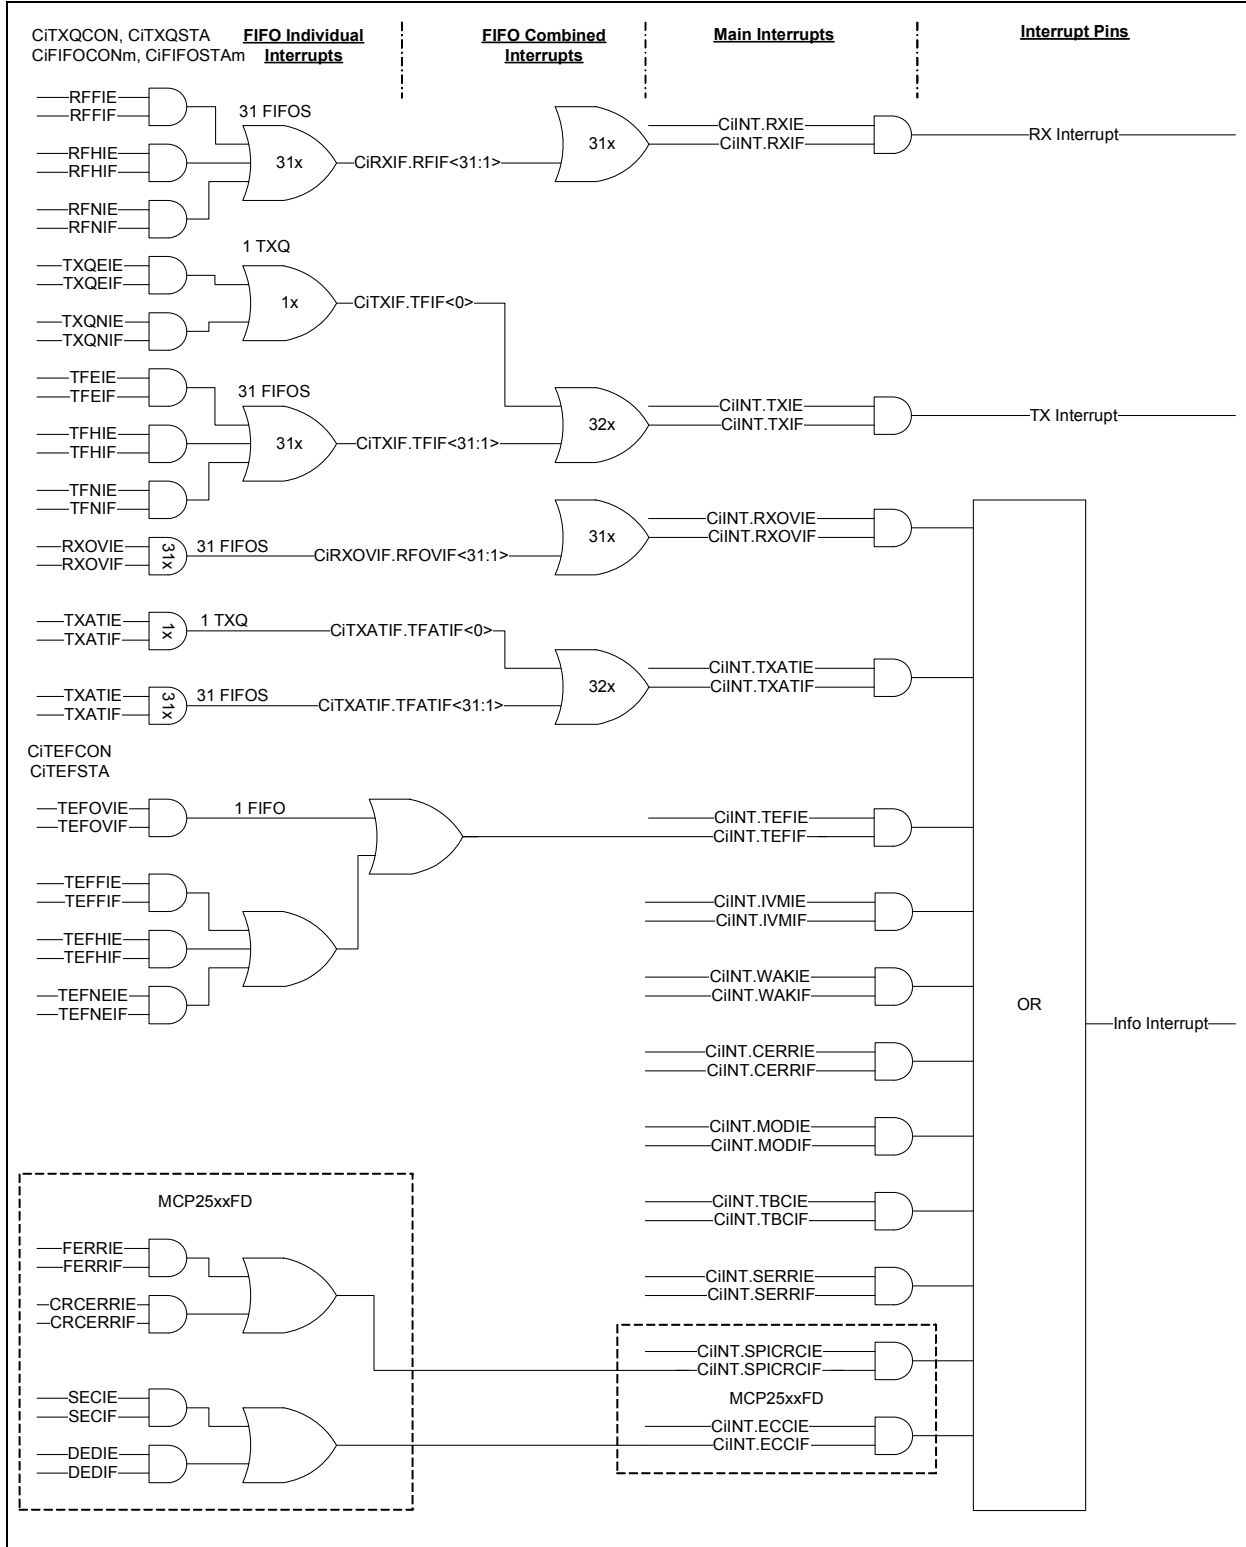 CiTXQCON, CiTXQSTA
CiFIFOCONm, CiFIFOSTAm
FIFO Individual
Interrupts
FIFO Combined
Interrupts
Main Interrupts
Interrupt Pins
RFFIE
RFFIF
31 FIFOS
RFHIE
RFHIF
31x
CiRXIF.RFIF<31:1>
31x
CiINT.RXIE
CiINT.RXIF
RX Interrupt
RFNIE
RFNIF
1 TXQ
TXQEIE
TXQEIF
1x
CiTXIF.TFIF<0>
TXQNIE
TXQNIF
TFEIE
TFEIF
31 FIFOS
TFHIE
TFHIF
31x
CiTXIF.TFIF<31:1>
32x
CiINT.TXIE
CiINT.TXIF
TX Interrupt
TFNIE
TFNIF
RXOVIE
RXOVIF
31x
31 FIFOS
CiRXOVIF.RFOVIF<31:1>
31x
CiINT.RXOVIE
CiINT.RXOVIF
TXATIE
TXATIF
1x
1 TXQ
CiTXATIF.TFATIF<0>
TXATIE
TXATIF
31x
31 FIFOS
CiTXATIF.TFATIF<31:1>
32x
CiINT.TXATIE
CiINT.TXATIF
CiTEFCON
CiTEFSTA
TEFOVIE
TEFOVIF
1 FIFO
CiINT.TEFIE
CiINT.TEFIF
TEFFIE
TEFFIF
TEFHIE
TEFHIF
TEFNEIE
TEFNEIF
CiINT.IVMIE
CiINT.IVMIF
CiINT.WAKIE
CiINT.WAKIF
OR
Info Interrupt
CiINT.CERRIE
CiINT.CERRIF
CiINT.MODIE
CiINT.MODIF
CiINT.TBCIE
CiINT.TBCIF
CiINT.SERRIE
CiINT.SERRIF
MCP25xxFD
FERRIE
FERRIF
CRCERRIE
CRCERRIF
SECIE
SECIF
DEDIE
DEDIF
CiINT.SPICRCIE
CiINT.SPICRCIF
MCP25xxFD
CiINT.ECCIE
CiINT.ECCIF